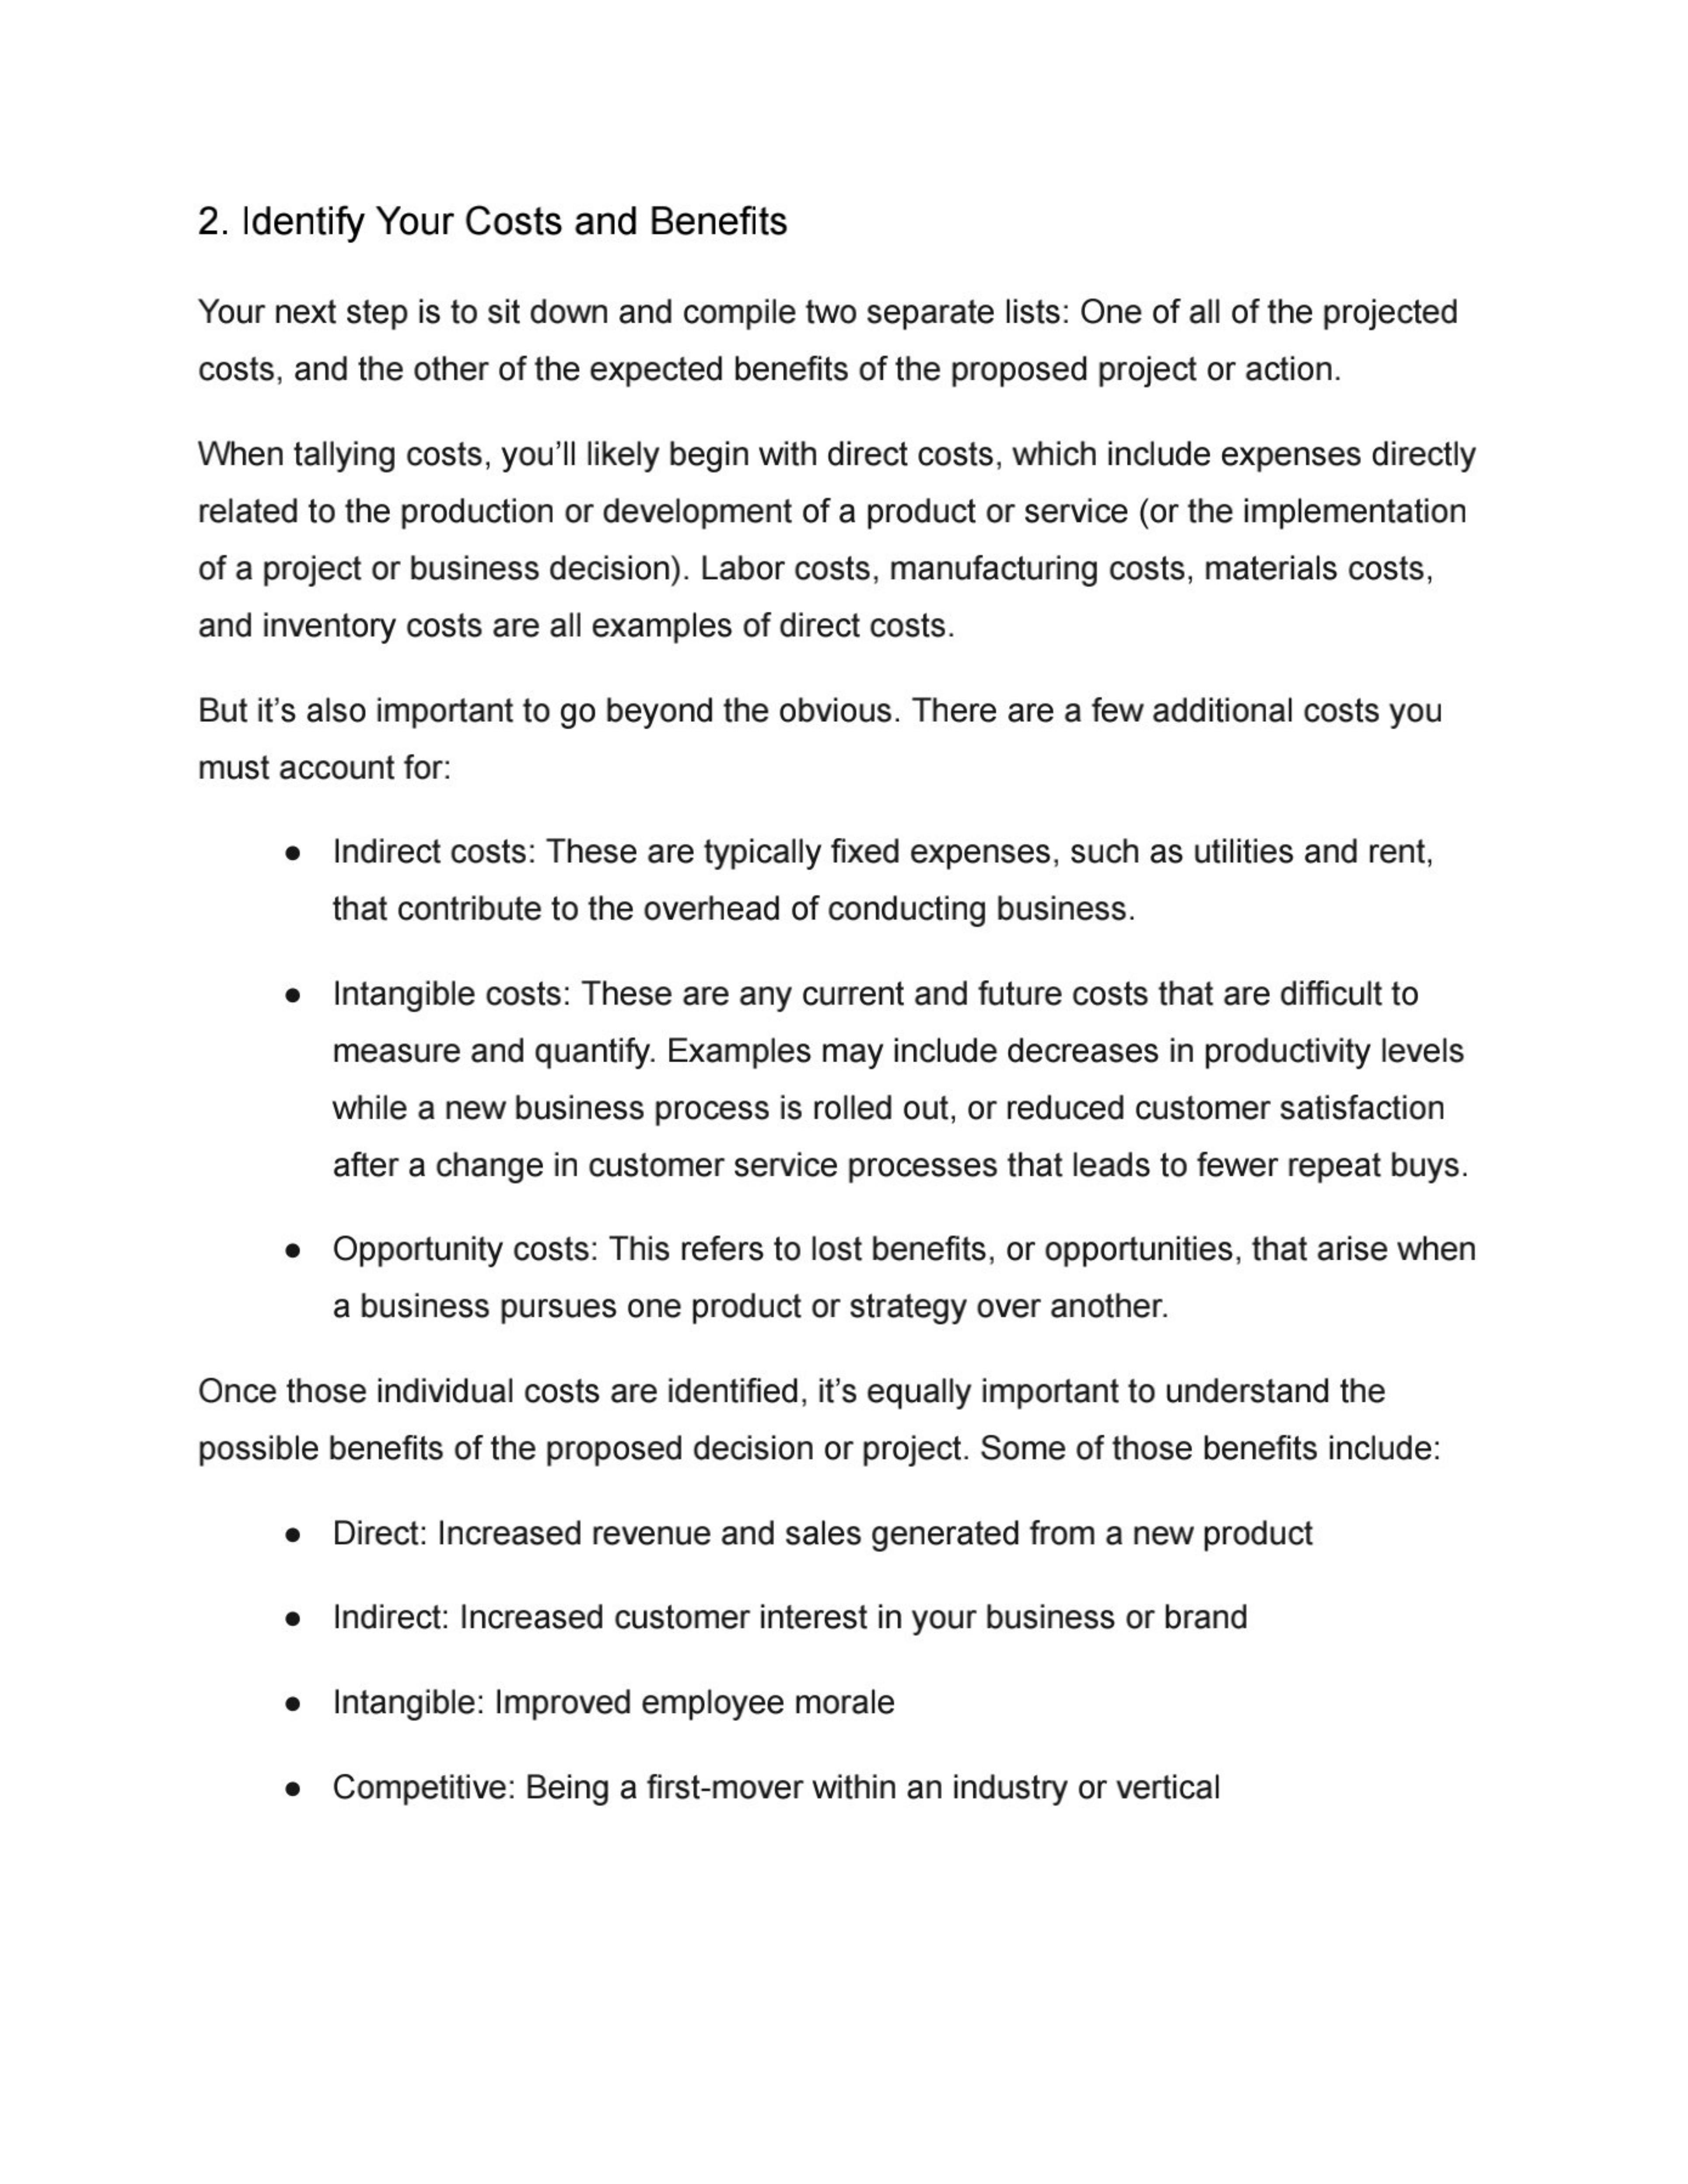 2. Identify Your Costs and Benefits
Your next step is to sit down and compile two separate lists: One of all of the projected
costs, and the other of the expected benefits of the proposed project or action.
When tallying costs, you’ll likely begin with direct costs, which include expenses directly
related to the production or development of a product or service (or the implementation
of a project or business decision). Labor costs, manufacturing costs, materials costs,
and inventory costs are all examples of direct costs.
But it’s also important to go beyond the obvious. There are a few additional costs you
must account for:
● Indirect costs: These are typically fixed expenses, such as utilities and rent,
that contribute to the overhead of conducting business.
● Intangible costs: These are any current and future costs that are difficult to
measure and quantify. Examples may include decreases in productivity levels
while a new business process is rolled out, or reduced customer satisfaction
after a change in customer service processes that leads to fewer repeat buys.
● Opportunity costs: This refers to lost benefits, or opportunities, that arise when
a business pursues one product or strategy over another.
Once those individual costs are identified, it’s equally important to understand the
possible benefits of the proposed decision or project. Some of those benefits include:
● Direct: Increased revenue and sales generated from a new product
● Indirect: Increased customer interest in your business or brand
● Intangible: Improved employee morale
● Competitive: Being a first-mover within an industry or vertical